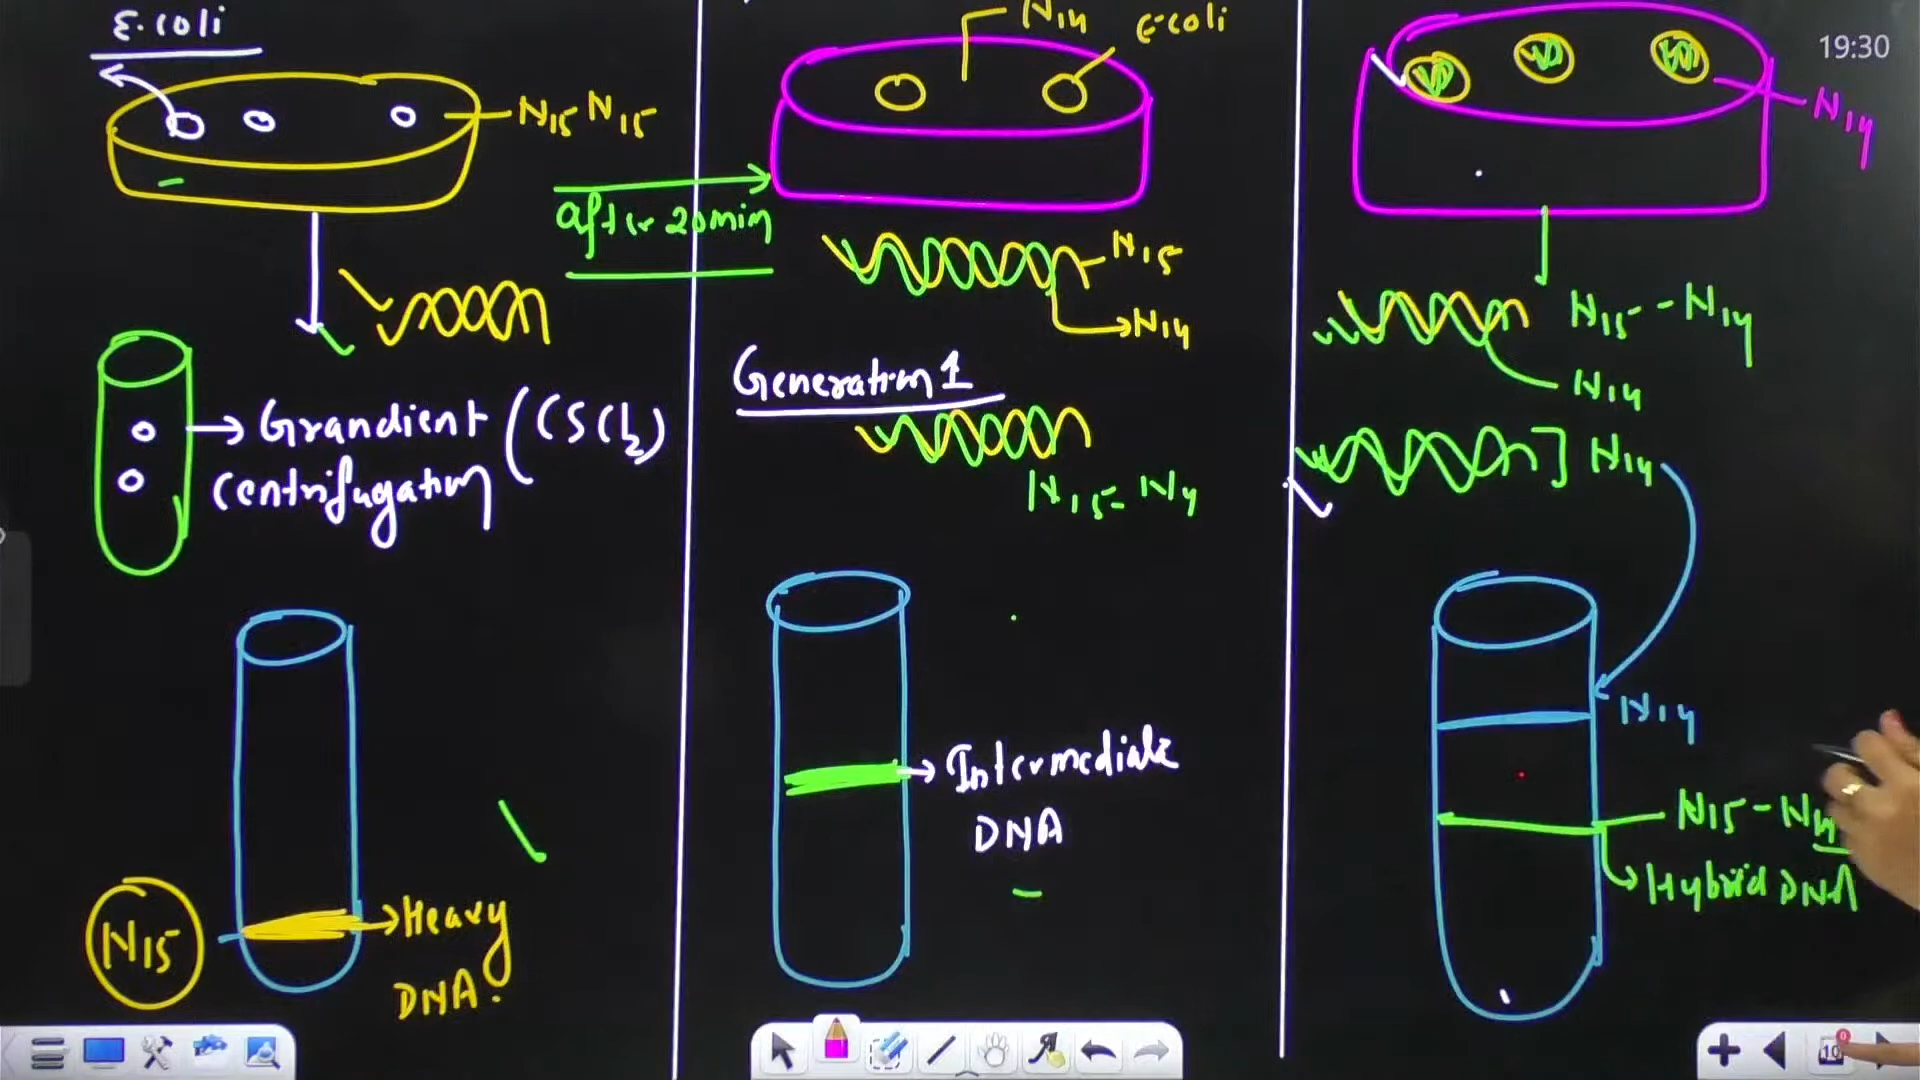 E.coli
N15 N15
after 20min
Grandient (CSCl2)
Centrifugation
N15
Heavy
DNA.
N14
E-coli
N15
N14
Generation 1
N15-N14
Intermediate
DNA
19:30
N14
N15-N14
N14
N14
N14
N15-N14
Hybrid DNA
10